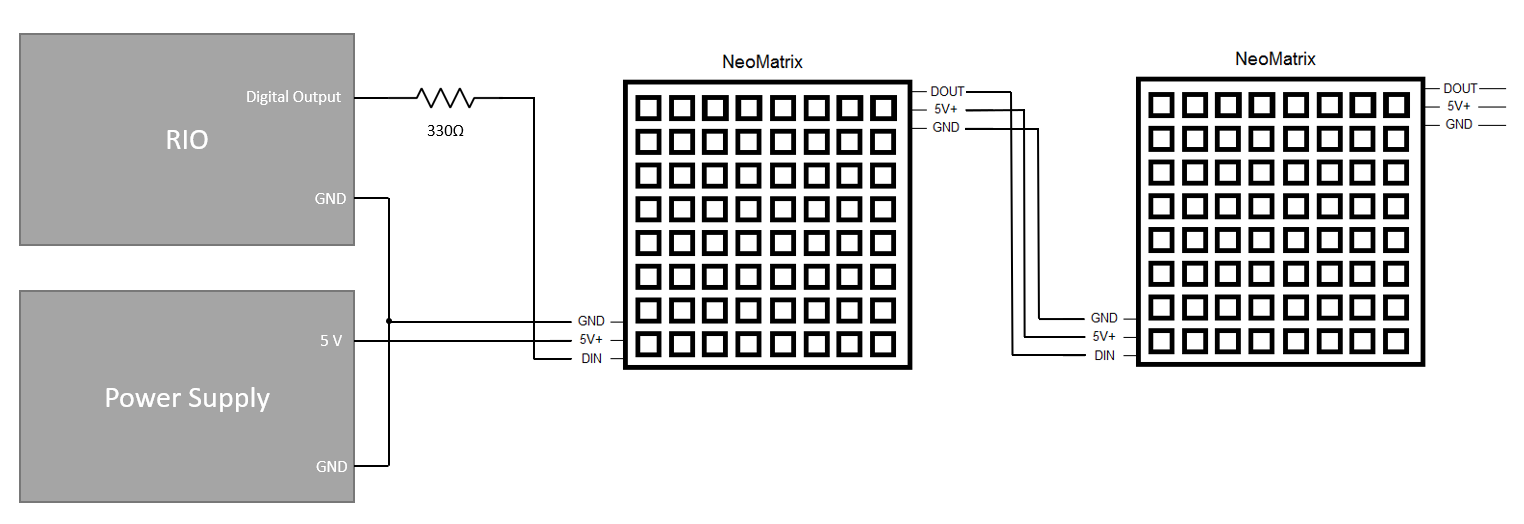 RIO
Digital Output
GND
330Ω
Power Supply
5 V
GND
NeoMatrix
GND
5V+
DIN
DOUT
5V+
GND
NeoMatrix
GND
5V+
DIN
DOUT
5V+
GND